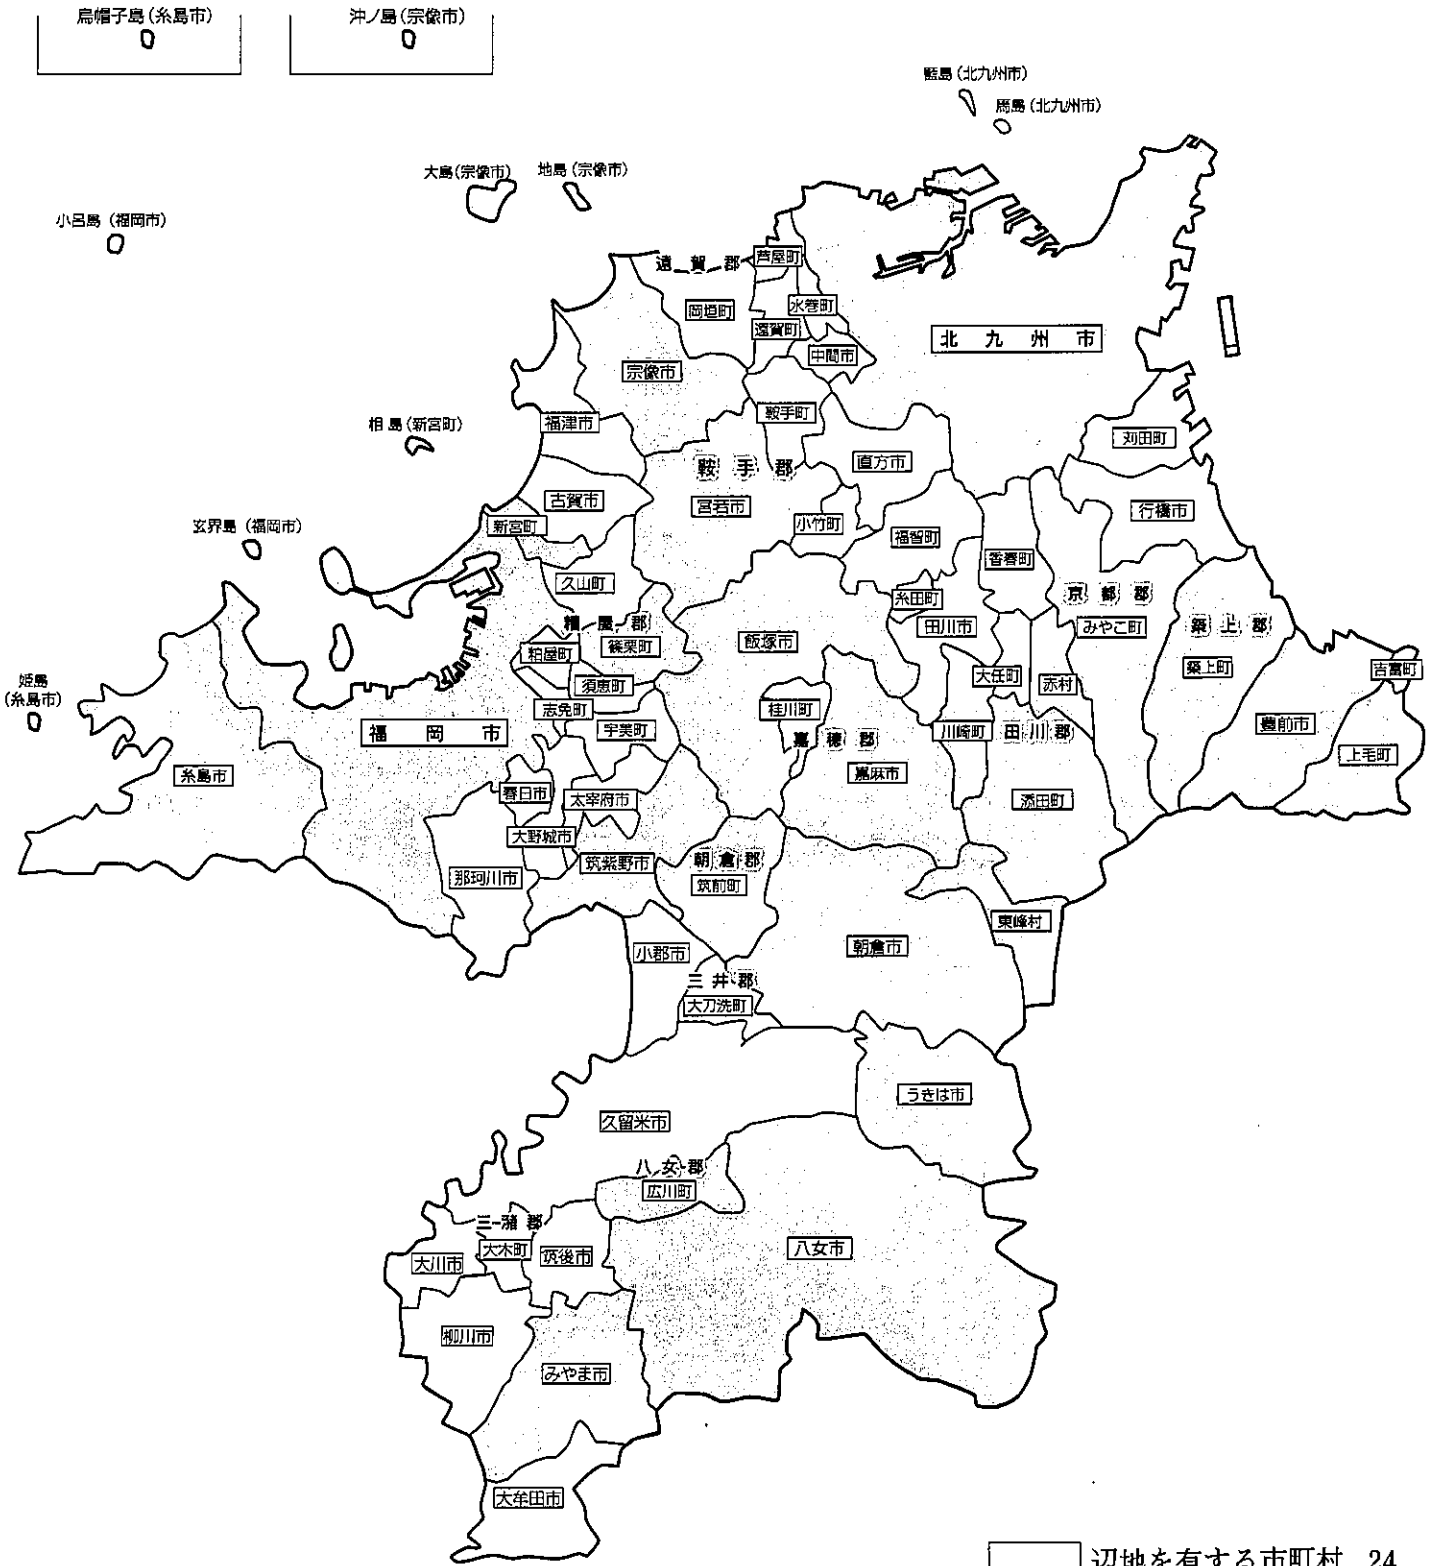 烏帽子島(糸島市)
沖ノ島(宗像市)
藍島(北九州市)
馬島(北九州市)
大島(宗像市)
地島(宗像市)
小呂島(福岡市)
遠賀郡
芦屋町
岡垣町
水巻町
遠賀町
北九州市
中間市
宗像市
鞍手町
福津市
相島(新宮町)
苅田町
直方市
鞍手郡
古賀市
宮若市
行橋市
小竹町
新宮町
玄界島(福岡市)
福智町
香春町
久山町
京都郡
糸田町
粕屋郡
田川市
みやこ町
築上郡
飯塚市
篠栗町
粕屋町
築上町
吉富町
大任町
赤村
須恵町
姫島
(糸島市)
志免町
桂川町
豊前市
宇美町
福岡市
川崎町
田川郡
嘉穂郡
上毛町
嘉麻市
糸島市
春日市
太宰府市
添田町
大野城市
朝倉郡
筑紫野市
那珂川市
筑前町
東峰村
朝倉市
小郡市
三井郡
大刀洗町
うきは市
久留米市
八女郡
広川町
三潴郡
大木町
筑後市
八女市
大川市
柳川市
みやま市
大牟田市
辺地を有する市町村 24